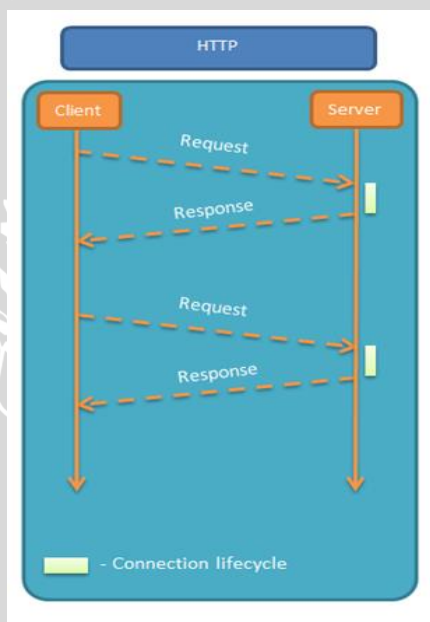 HTTP
Client
Server
Request
Response
Request
Response
- Connection lifecycle